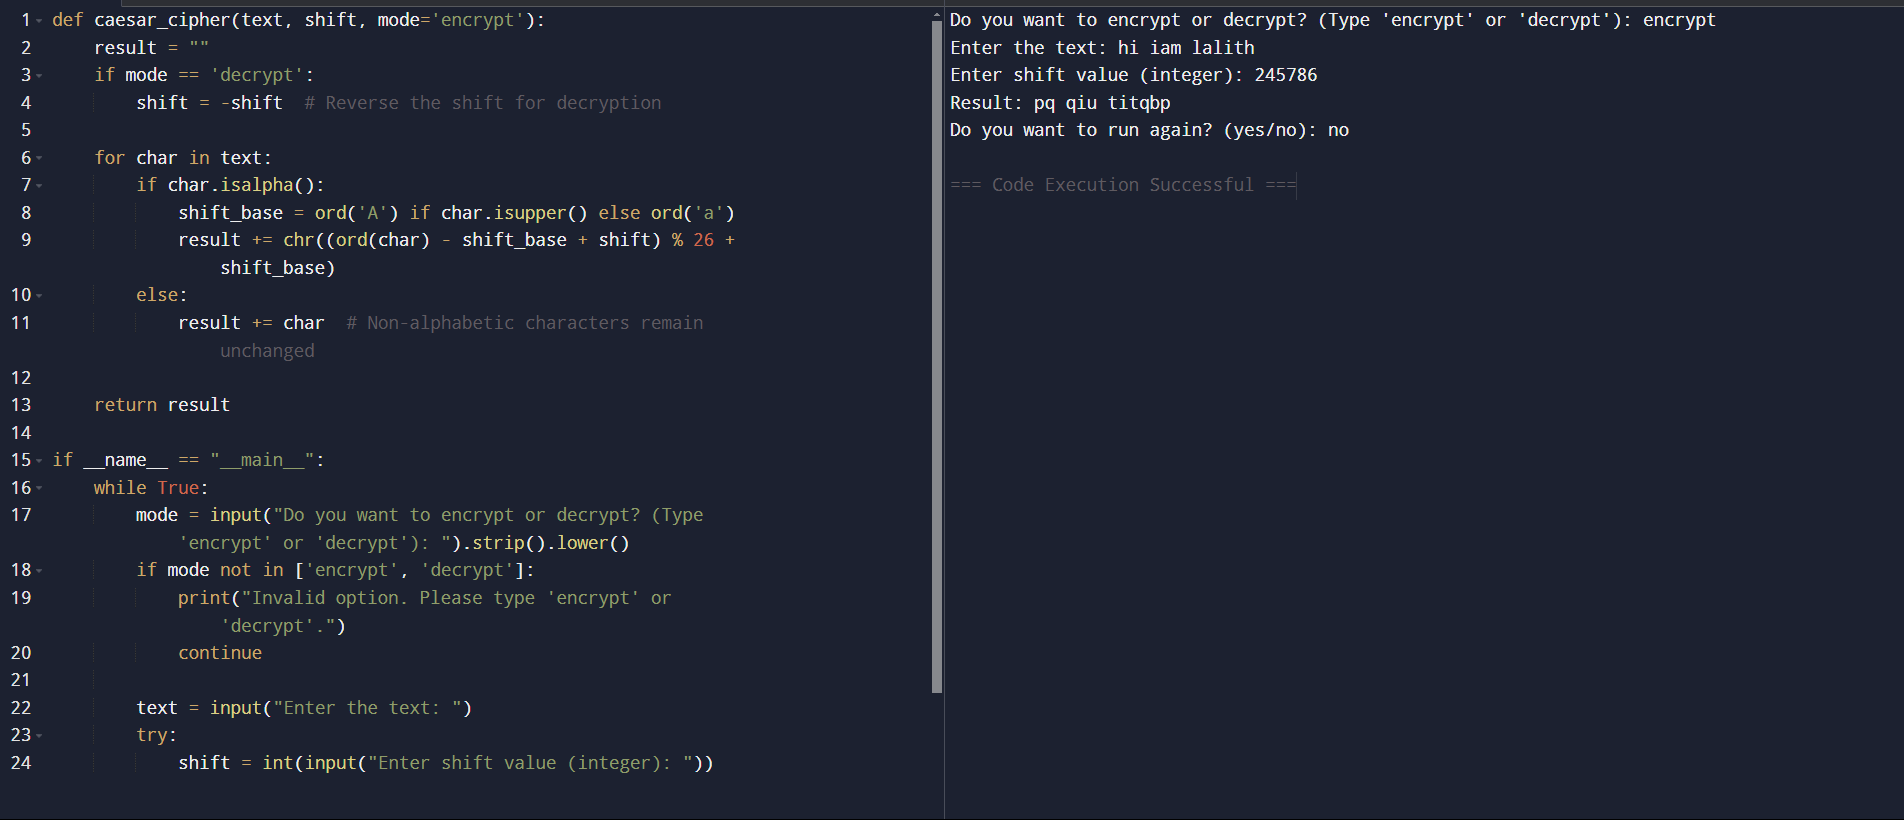 1 def caesar_cipher(text, shift, mode='encrypt'):
2     result = ""
3     if mode == 'decrypt':
4         shift = -shift  # Reverse the shift for decryption
5
6     for char in text:
7         if char.isalpha():
8             shift_base = ord('A') if char.isupper() else ord('a')
9             result += chr((ord(char) - shift_base + shift) % 26 +
                shift_base)
10         else:
11             result += char  # Non-alphabetic characters remain
                unchanged
12
13     return result
14
15 if __name__ == "__main__":
16     while True:
17         mode = input("Do you want to encrypt or decrypt? (Type
            'encrypt' or 'decrypt'): ").strip().lower()
18         if mode not in ['encrypt', 'decrypt']:
19             print("Invalid option. Please type 'encrypt' or
                'decrypt'.")
20             continue
21
22         text = input("Enter the text: ")
23         try:
24             shift = int(input("Enter shift value (integer): "))
Do you want to encrypt or decrypt? (Type 'encrypt' or 'decrypt'): encrypt
Enter the text: hi iam lalith
Enter shift value (integer): 245786
Result: pq qiu titqbp
Do you want to run again? (yes/no): no
=== Code Execution Successful ===